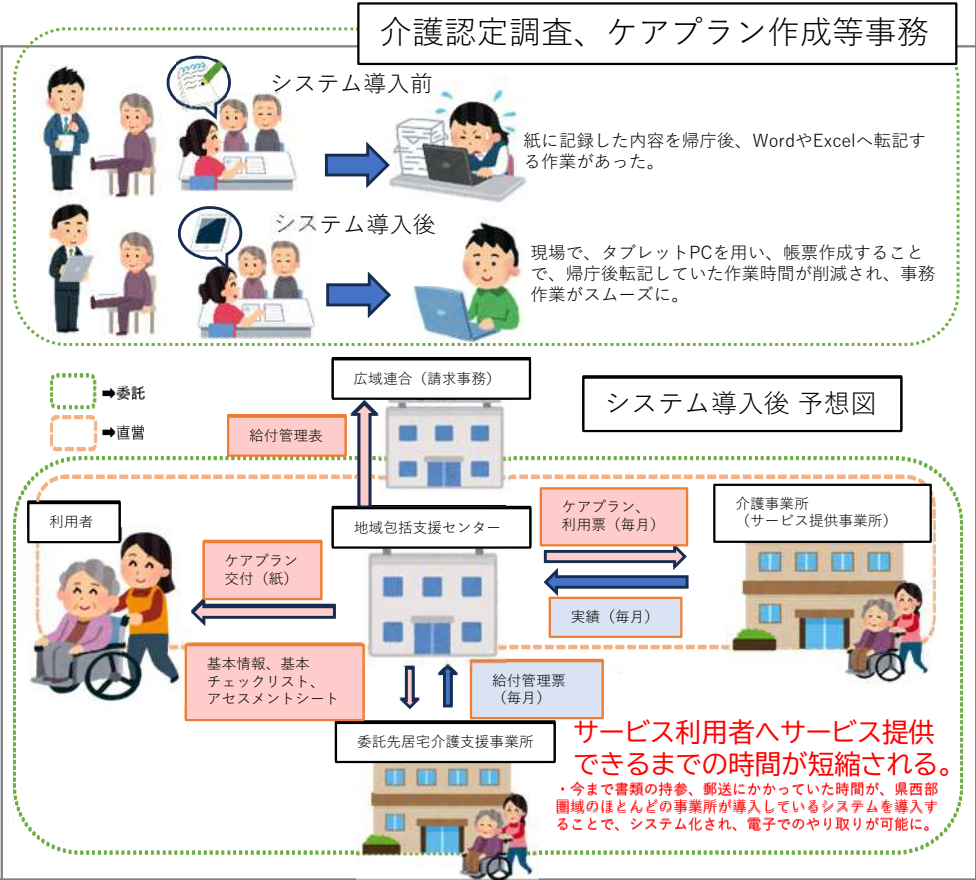 介護認定調査、ケアプラン作成等事務
システム導入前
紙に記録した内容を帰庁後、WordやExcelへ転記す
る作業があった。
システム導入後
現場で、タブレットPCを用い、帳票作成すること
で、帰庁後転記していた作業時間が削減され、事務
作業がスムーズに。
➡委託
➡直営
広域連合（請求事務）
システム導入後 予想図
給付管理表
利用者
地域包括支援センター
ケアプラン、
利用票（毎月）
介護事業所
（サービス提供事業所）
ケアプラン
交付（紙）
実績（毎月）
基本情報、基本
チェックリスト、
アセスメントシート
給付管理票
（毎月）
委託先居宅介護支援事業所
サービス利用者へサービス提供
できるまでの時間が短縮される。
・今まで書類の持参、郵送にかかっていた時間が、県西部
圏域のほとんどの事業所が導入しているシステムを導入す
ることで、システム化され、電子でのやり取りが可能に。